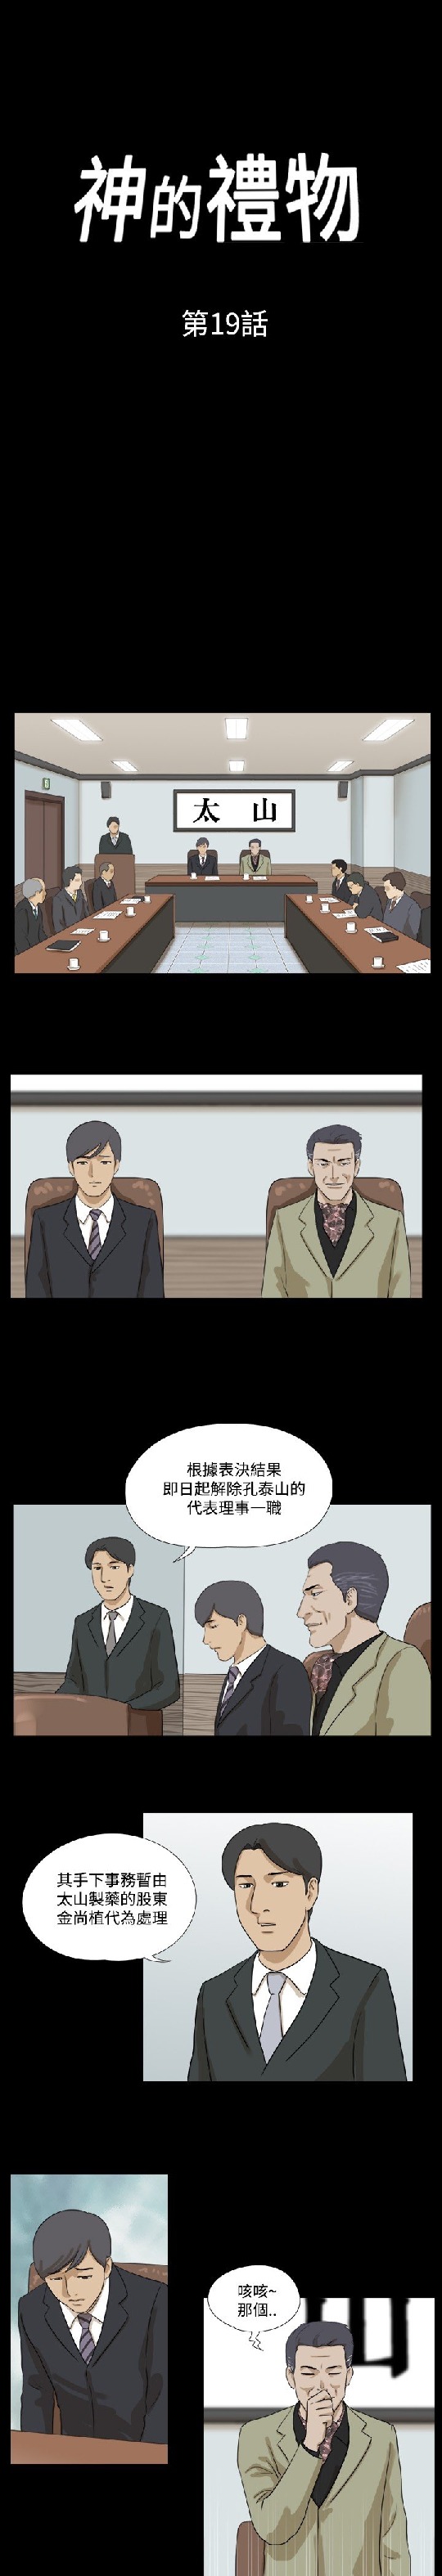 神的禮物
第19話
太 山
根據表決結果
即日起解除孔泰山的
代表理事一職
其手下事務暫由
太山製藥的股東
金尚植代為處理
咳咳~
那個..
山